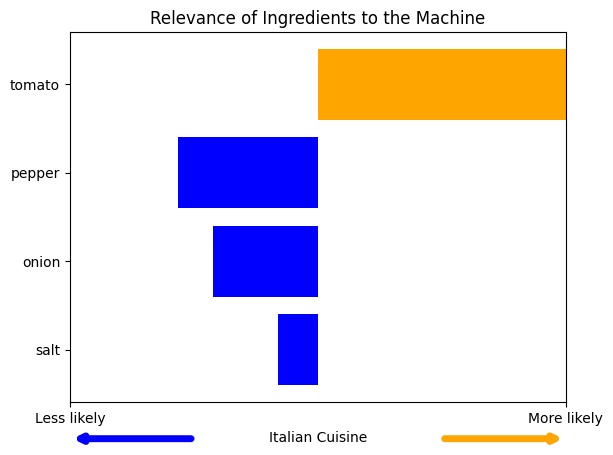 Relevance of Ingredients to the Machine
tomato
pepper
onion
salt
Less likely
More likely
Italian Cuisine